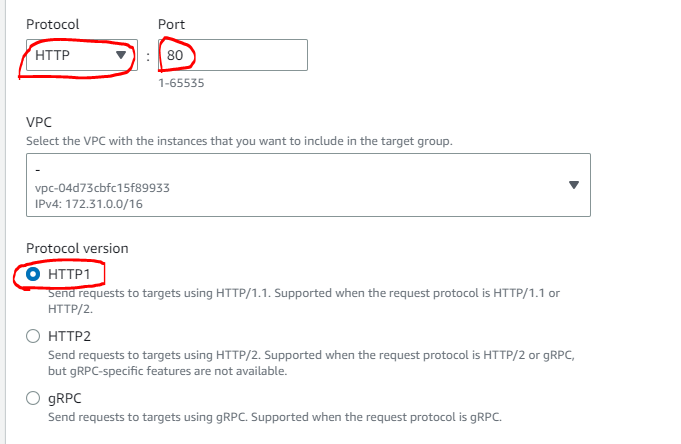 Protocol Port
HTTP : 80
1-65535
VPC
Select the VPC with the instances that you want to include in the target group.
-
vpc-04d73cbfc15f89933
IPv4: 172.31.0.0/16
Protocol version
HTTP1
Send requests to targets using HTTP/1.1. Supported when the request protocol is HTTP/1.1 or
HTTP/2.
HTTP2
Send requests to targets using HTTP/2. Supported when the request protocol is HTTP/2 or gRPC,
but gRPC-specific features are not available.
gRPC
Send requests to targets using gRPC. Supported when the request protocol is gRPC.